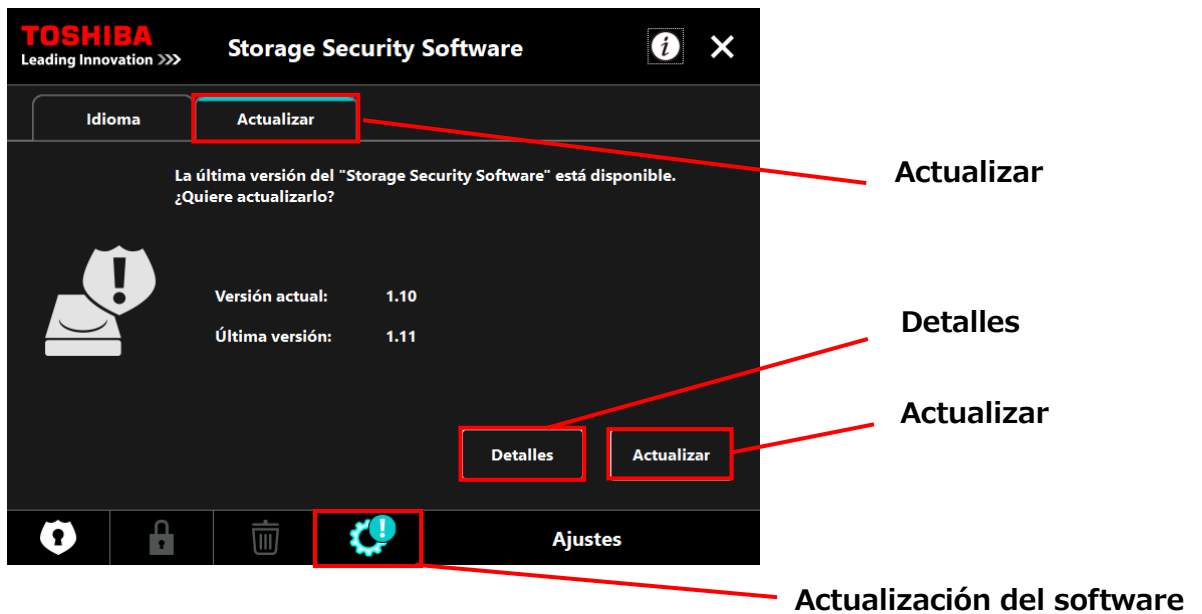 TOSHIBA
Leading Innovation >>>
Storage Security Software
i
Idioma
Actualizar
La última versión del "Storage Security Software" está disponible.
¿Quiere actualizarlo?
Actualizar
Versión actual: 1.10
Última versión: 1.11
Detalles
Actualizar
Detalles
Actualizar
Ajustes
Actualización del software